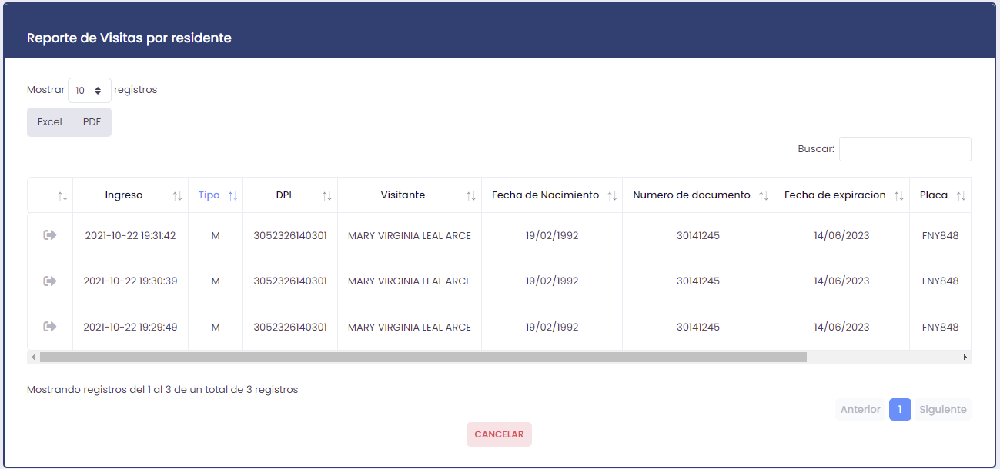 Reporte de Visitas por residente
Mostrar 10 registros
Excel PDF
Buscar:
Ingreso Tipo DPI Visitante Fecha de Nacimiento Numero de documento Fecha de expiracion Placa
2021-10-22 19:31:42 M 3052326140301 MARY VIRGINIA LEAL ARCE 19/02/1992 30141245 14/06/2023 FNY848
2021-10-22 19:30:39 M 3052326140301 MARY VIRGINIA LEAL ARCE 19/02/1992 30141245 14/06/2023 FNY848
2021-10-22 19:29:49 M 3052326140301 MARY VIRGINIA LEAL ARCE 19/02/1992 30141245 14/06/2023 FNY848
Mostrando registros del 1 al 3 de un total de 3 registros
Anterior 1 Siguiente
CANCELAR